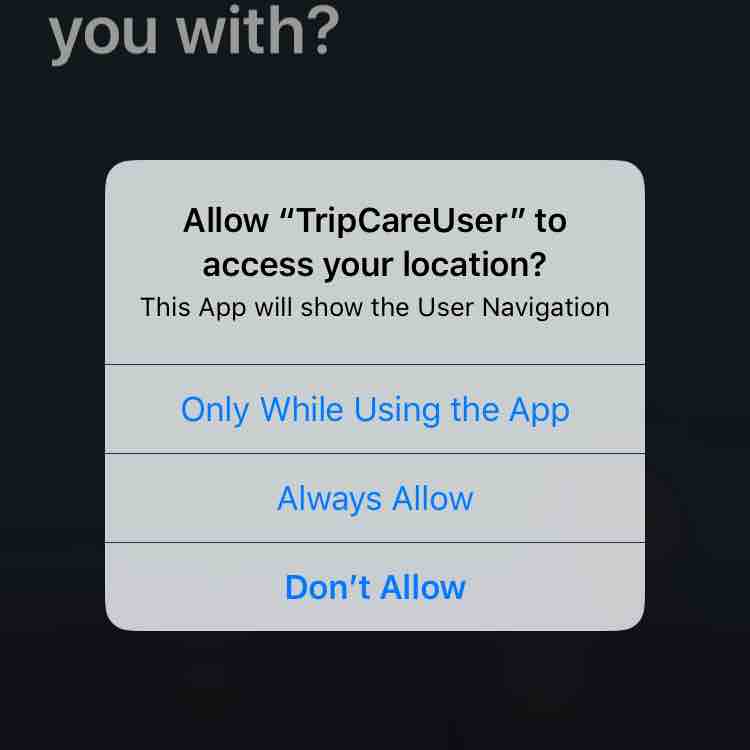 you with?
Allow “TripCareUser” to
access your location?
This App will show the User Navigation
Only While Using the App
Always Allow
Don’t Allow